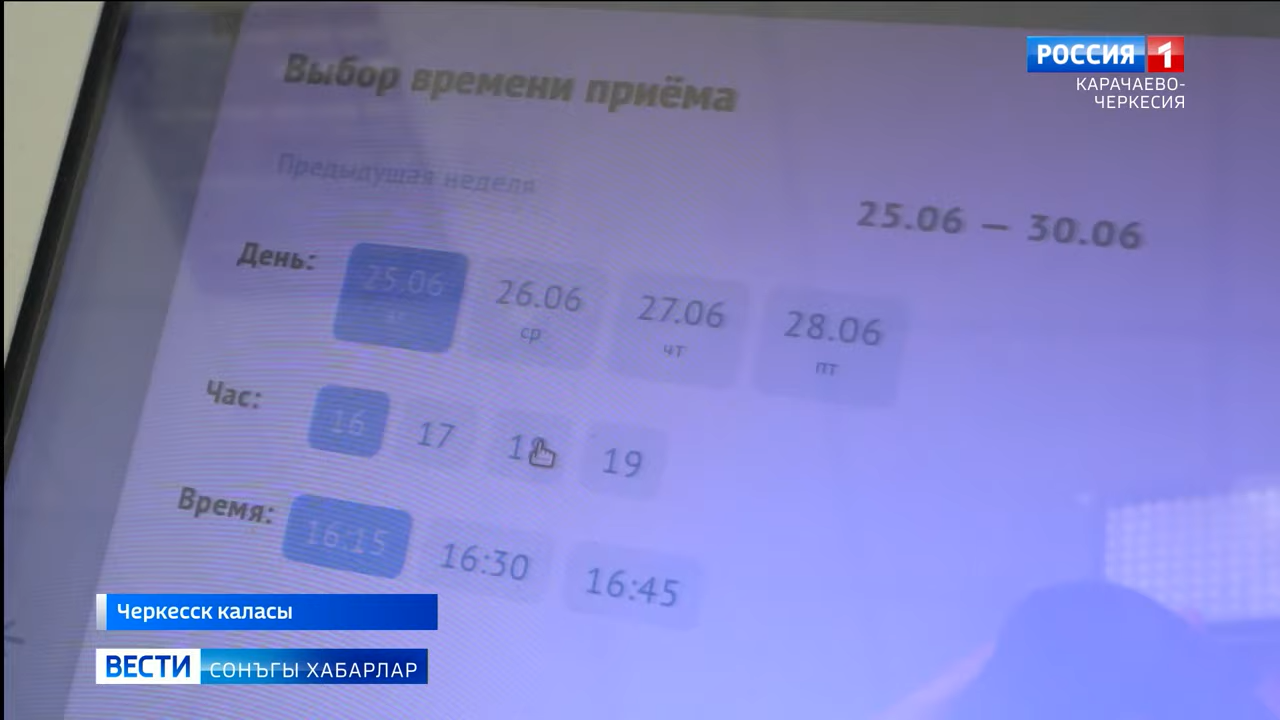 Выбор времени приёма
РОССИЯ 1
КАРАЧАЕВО-
ЧЕРКЕСИЯ
Предыдущая неделя
25.06 — 30.06
День:
25.06
26.06
ср
27.06
чт
28.06
пт
Час:
16
17
19
Время:
16:15
16:30
16:45
Черкесск каласы
ВЕСТИ СОНЪГЫ ХАБАРЛАР